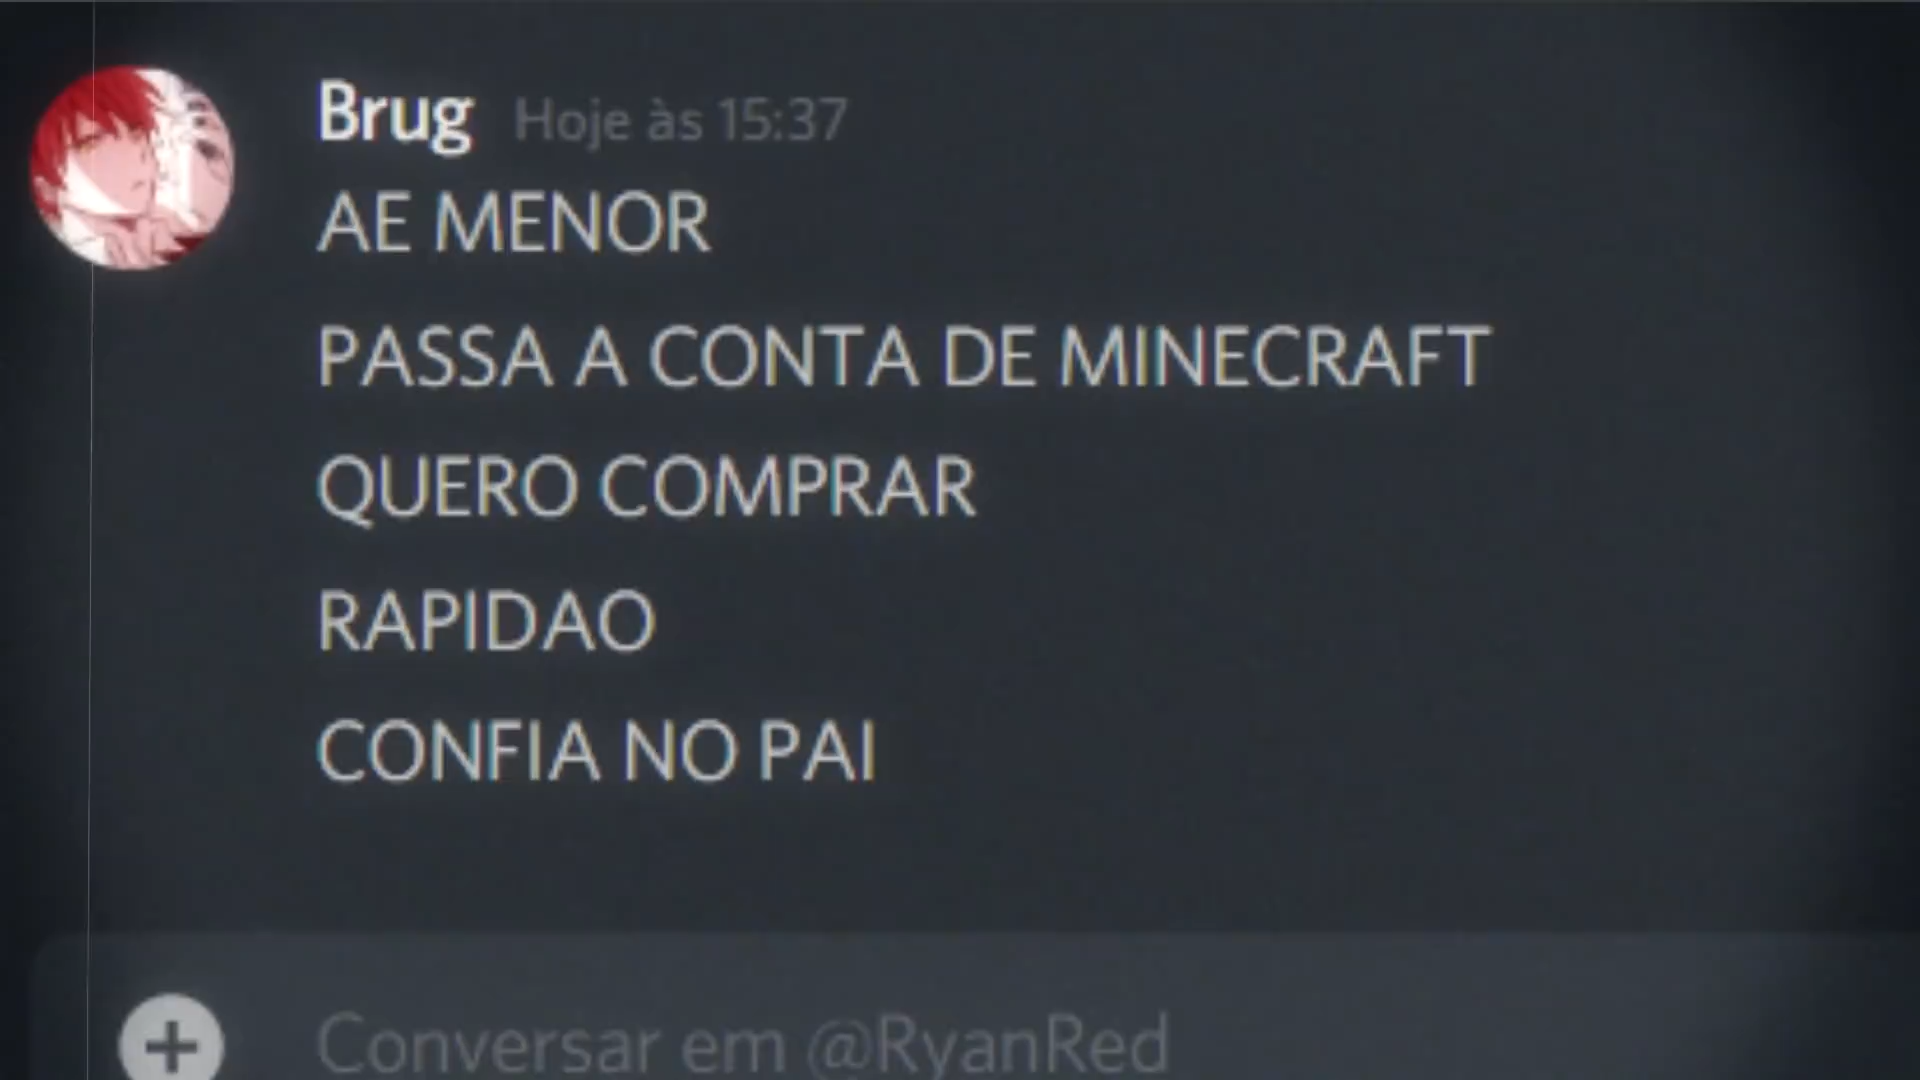 Brug Hoje às 15:37
AE MENOR
PASSA A CONTA DE MINECRAFT
QUERO COMPRAR
RAPIDAO
CONFIA NO PAI
Conversar em @RyanRed